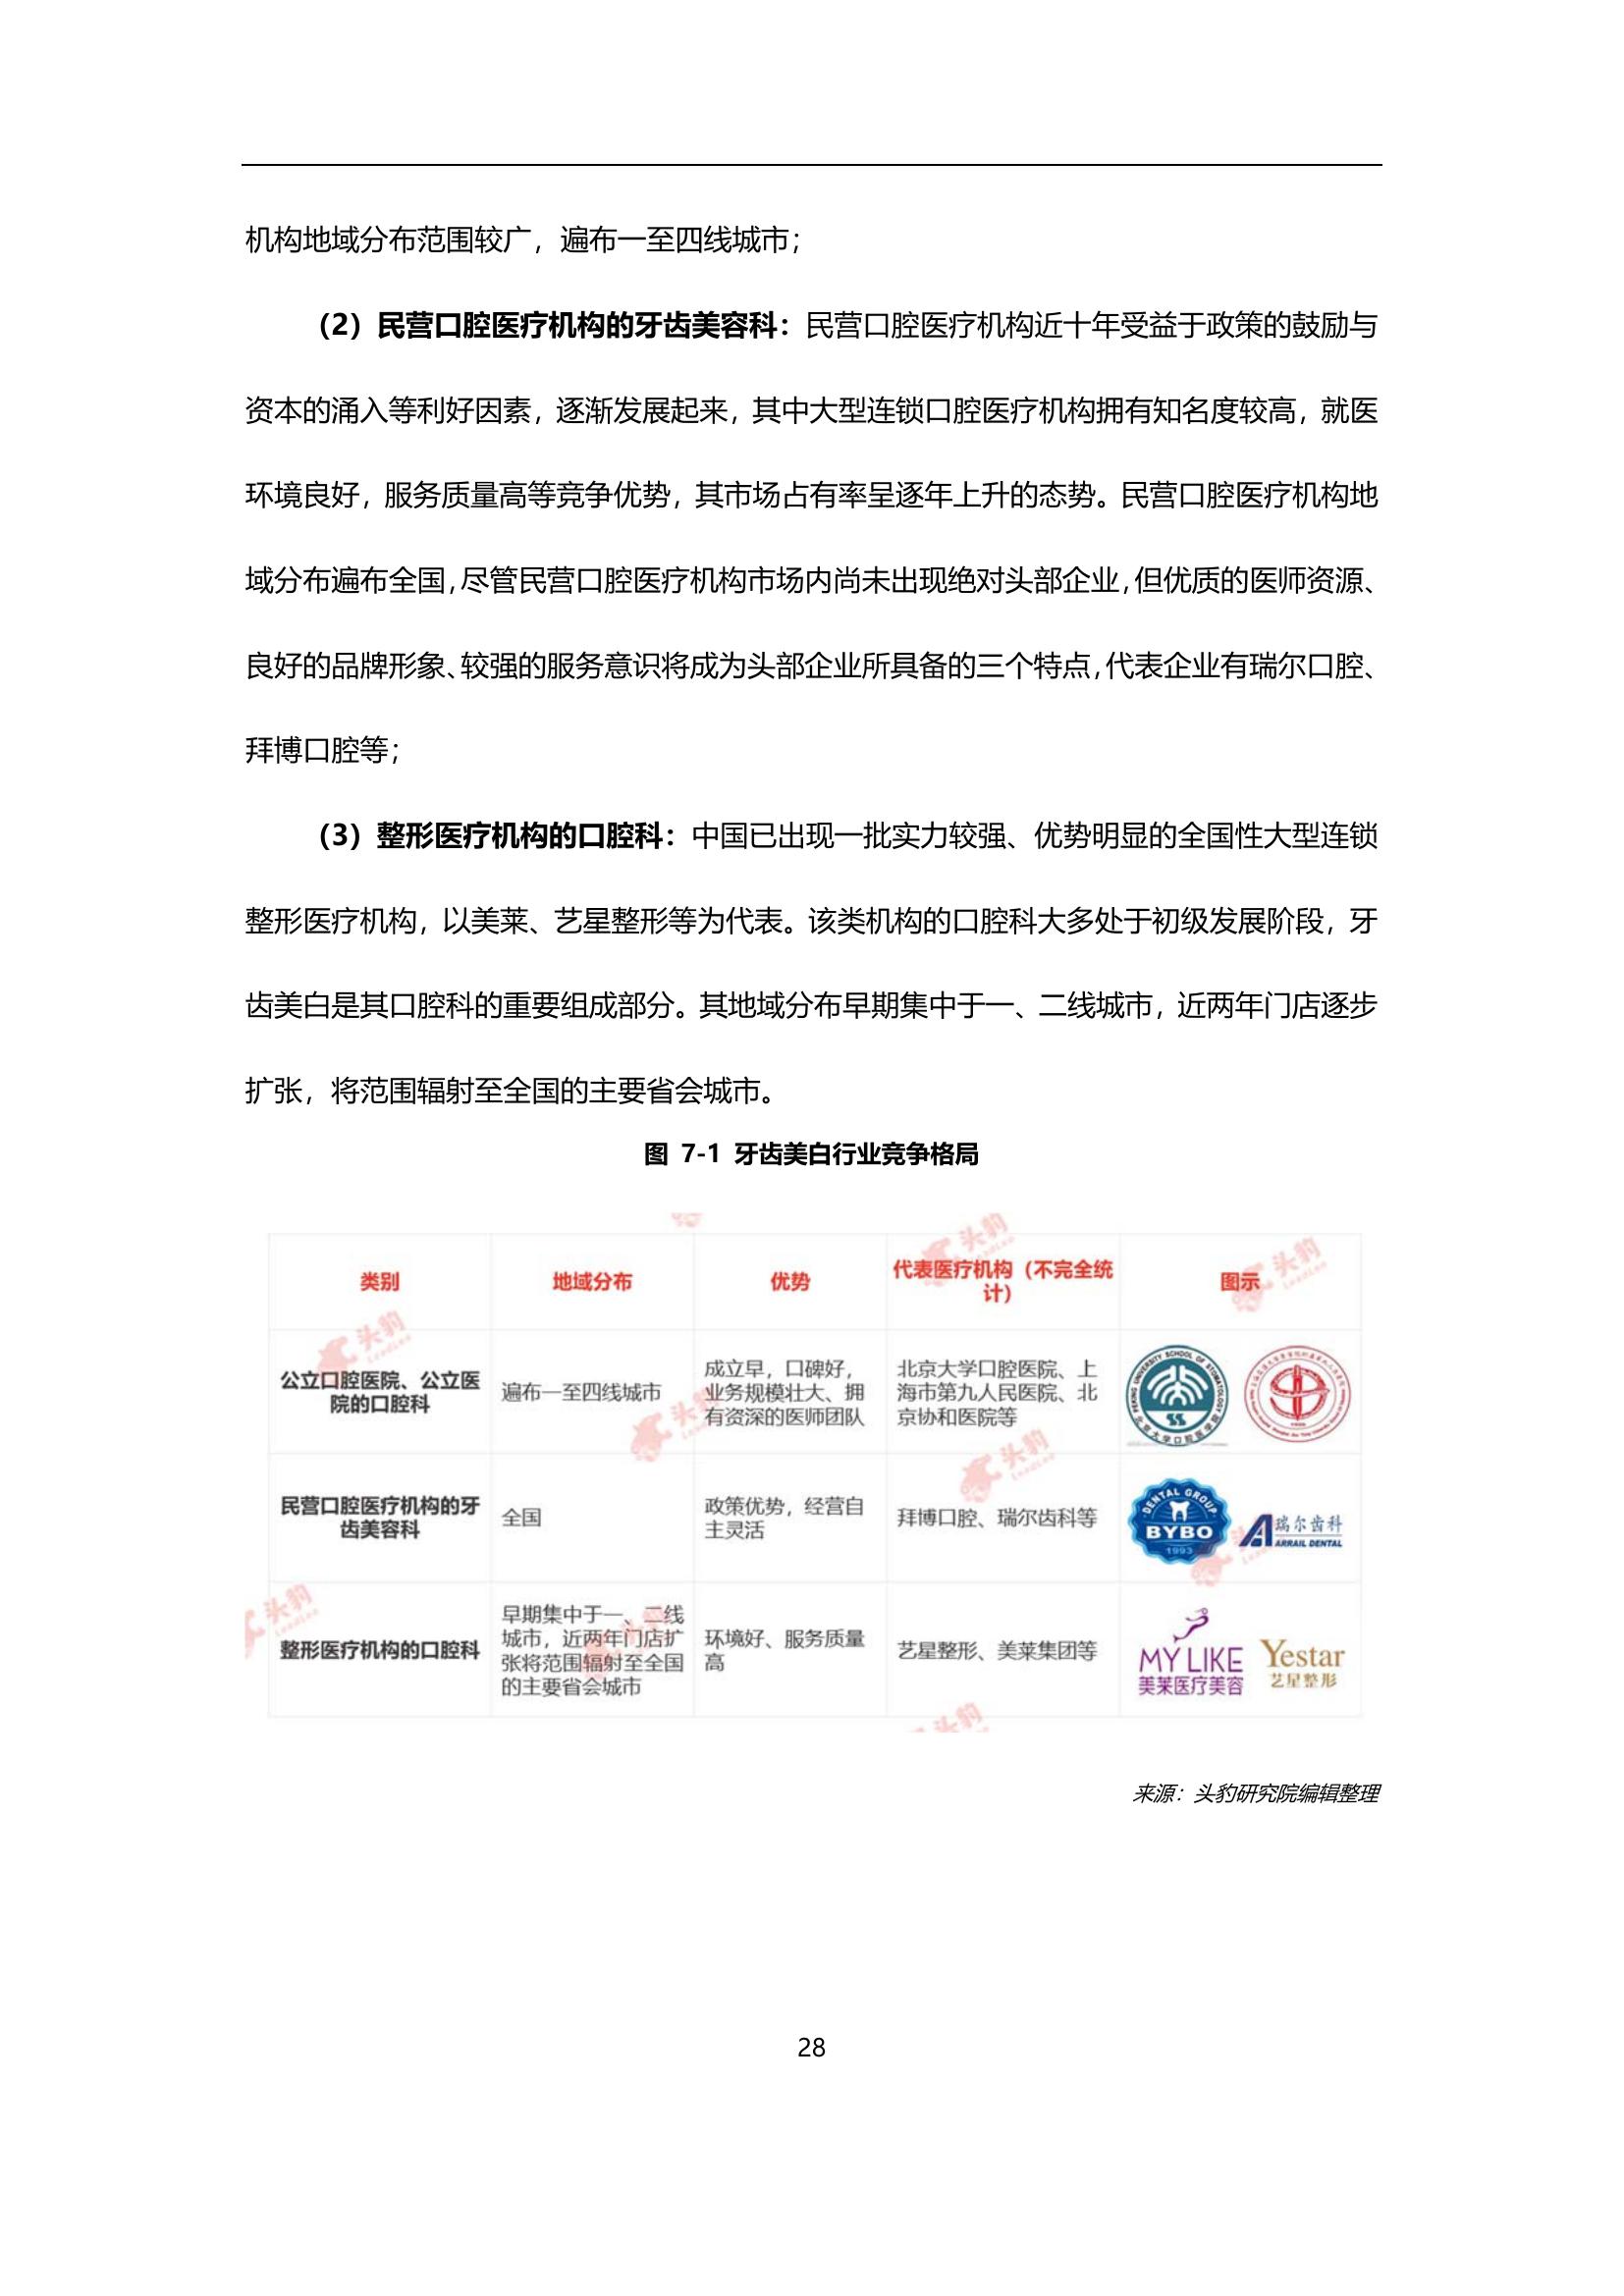 机构地域分布范围较广，遍布一至四线城市；
（2）民营口腔医疗机构的牙齿美容科：民营口腔医疗机构近十年受益于政策的鼓励与
资本的涌入等利好因素，逐渐发展起来，其中大型连锁口腔医疗机构拥有知名度较高，就医
环境良好，服务质量高等竞争优势，其市场占有率呈逐年上升的态势。民营口腔医疗机构地
域分布遍布全国，尽管民营口腔医疗机构市场内尚未出现绝对头部企业，但优质的医师资源、
良好的品牌形象、较强的服务意识将成为头部企业所具备的三个特点，代表企业有瑞尔口腔、
拜博口腔等；
（3）整形医疗机构的口腔科：中国已出现一批实力较强、优势明显的全国性大型连锁
整形医疗机构，以美莱、艺星整形等为代表。该类机构的口腔科大多处于初级发展阶段，牙
齿美白是其口腔科的重要组成部分。其地域分布早期集中于一、二线城市，近两年门店逐步
扩张，将范围辐射至全国的主要省会城市。
图 7-1 牙齿美白行业竞争格局
类别
地域分布
优势
代表医疗机构（不完全统
计）
图示
公立口腔医院、公立医
院的口腔科
遍布一至四线城市
成立早，口碑好，
业务规模壮大、拥
有资深的医师团队
北京大学口腔医院、上
海市第九人民医院、北
京协和医院等
PEKING UNIVERSITY SCHOOL OF STOMATOLOGY
北京大学口腔医学院
民营口腔医疗机构的牙
齿美容科
全国
政策优势，经营自
主灵活
拜博口腔、瑞尔齿科等
DENTAL GROUP
BYBO
1993
瑞尔齿科
ARRAIL DENTAL
整形医疗机构的口腔科
早期集中于一、二线
城市，近两年门店扩
张将范围辐射至全国
的主要省会城市
环境好、服务质量
高
艺星整形、美莱集团等
MYLIKE
美莱医疗美容
Yestar
艺星整形
头豹
LeadLeo
来源：头豹研究院编辑整理
28